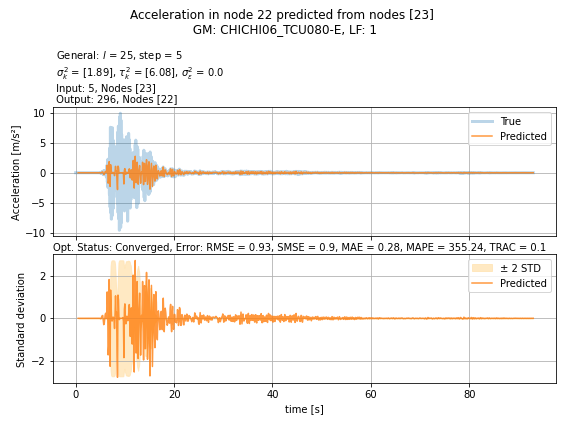 Acceleration in node 22 predicted from nodes [23]
GM: CHICHI06_TCU080-E, LF: 1
General: l = 25, step = 5
σ_k^2 = [1.89], τ_k^2 = [6.08], σ_ε^2 = 0.0
Input: 5, Nodes [23]
Output: 296, Nodes [22]
10
5
0
−5
−10
Acceleration [m/s²]
True
Predicted
Opt. Status: Converged, Error: RMSE = 0.93, SMSE = 0.9, MAE = 0.28, MAPE = 355.24, TRAC = 0.1
2
0
−2
Standard deviation
± 2 STD
Predicted
0
20
40
60
80
time [s]